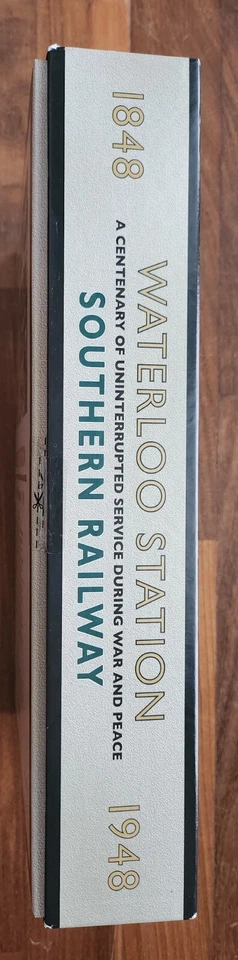 1848
WATERLOO STATION
A CENTENARY OF UNINTERRUPTED SERVICE DURING WAR AND PEACE
SOUTHERN RAILWAY
1948